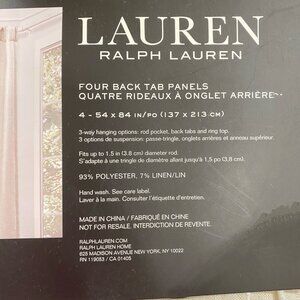 LAUREN
RALPH LAUREN
FOUR BACK TAB PANELS
QUATRE RIDEAUX À ONGLET ARRIÈRE
4 - 54 x 84 IN/PO (137 x 213 CM)
3-way hanging options: rod pocket, back tabs and ring top.
3 options de suspension: passe-tringle, onglets arrières et anneau supérieur.
Fits up to 1.5 in (3.8 cm) diameter rod.
S'adapte à une tringle de diamètre allant jusqu'à 1,5 po (3,8 cm).
93% POLYESTER, 7% LINEN/LIN
Hand wash. See care label.
Laver à la main. Consulter l'étiquette d'entretien.
MADE IN CHINA / FABRIQUÉ EN CHINE
NOT FOR RESALE. INTERDICTION DE REVENTE
RALPHLAUREN.COM
RALPH LAUREN HOME
625 MADISON AVENUE NEW YORK, NY 10022
RN 119053 / CA 01405